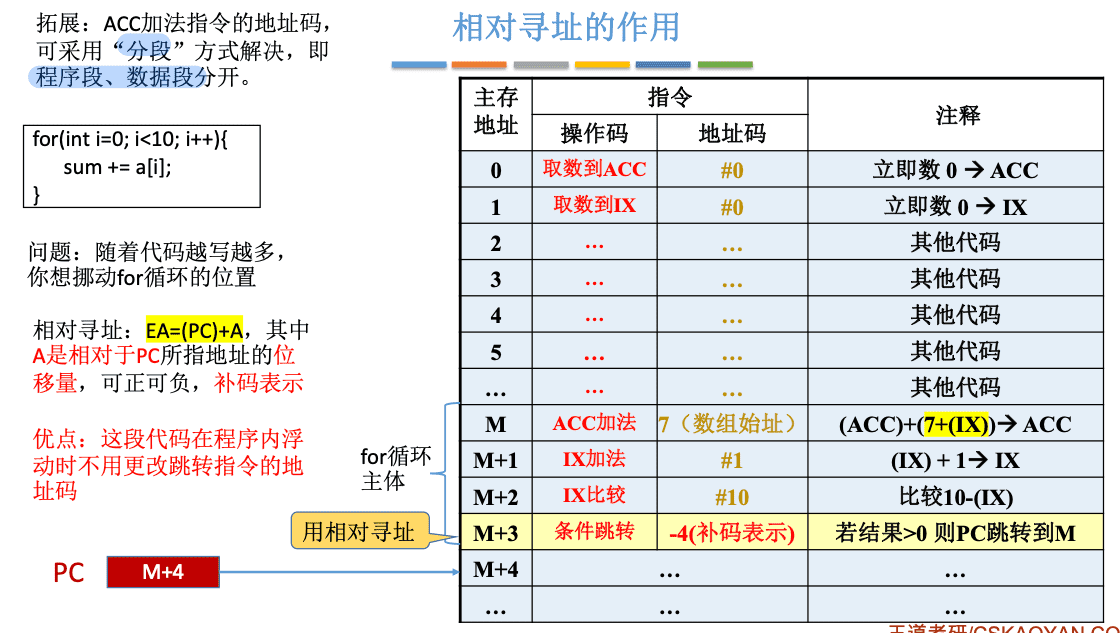 拓展：ACC加法指令的地址码，
可采用“分段”方式解决，即
程序段、数据段分开。
相对寻址的作用
for(int i=0; i<10; i++){
sum += a[i];
}
问题：随着代码越写越多，
你想挪动for循环的位置
相对寻址：EA=(PC)+A，其中
A是相对于PC所指地址的位
移量，可正可负，补码表示
优点：这段代码在程序内浮
动时不用更改跳转指令的地
址码
for循环
主体
用相对寻址
PC M+4
主存地址 指令 注释
操作码 地址码
0 取数到ACC #0 立即数 0 → ACC
1 取数到IX #0 立即数 0 → IX
2 … … 其他代码
3 … … 其他代码
4 … … 其他代码
5 … … 其他代码
… … … 其他代码
M ACC加法 7（数组始址） (ACC)+(7+(IX))→ ACC
M+1 IX加法 #1 (IX) + 1→ IX
M+2 IX比较 #10 比较10-(IX)
M+3 条件跳转 -4(补码表示) 若结果>0 则PC跳转到M
M+4 … …
… … …
王道考研/CSKAOYAN.CO